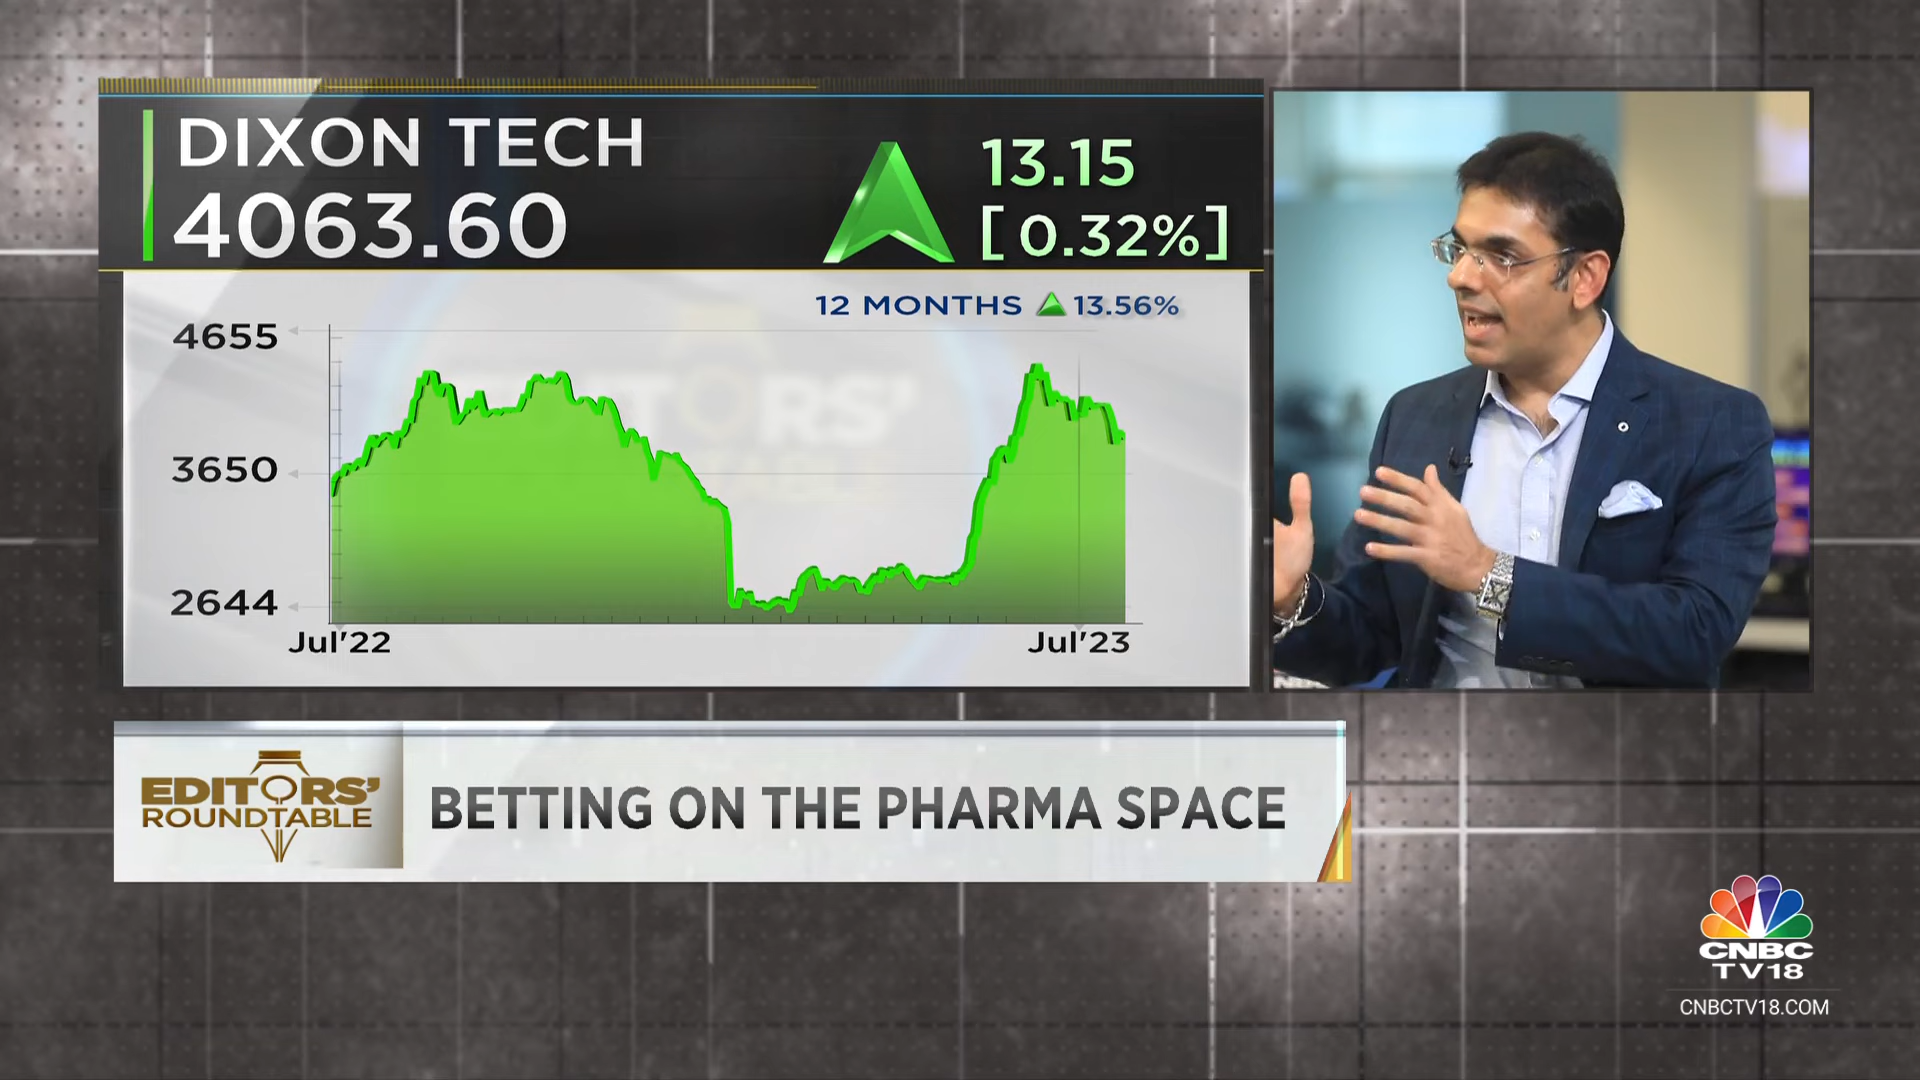 DIXON TECH
4063.60
13.15
[ 0.32%]
12 MONTHS 13.56%
4655
3650
2644
Jul'22
Jul'23
EDITORS'
ROUNDTABLE
BETTING ON THE PHARMA SPACE
CNBC
TV18
CNBCTV18.COM